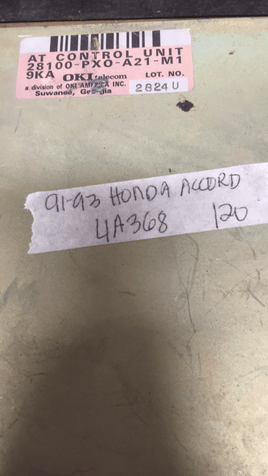 AT CONTROL UNIT
28100-PX0-A21-M1
9KA OKI telecom LOT. NO.
a division of OKI AMERICA INC. 2824 U
Suwanee, Georgia
91-93 HONDA ACCORD
4A368 120